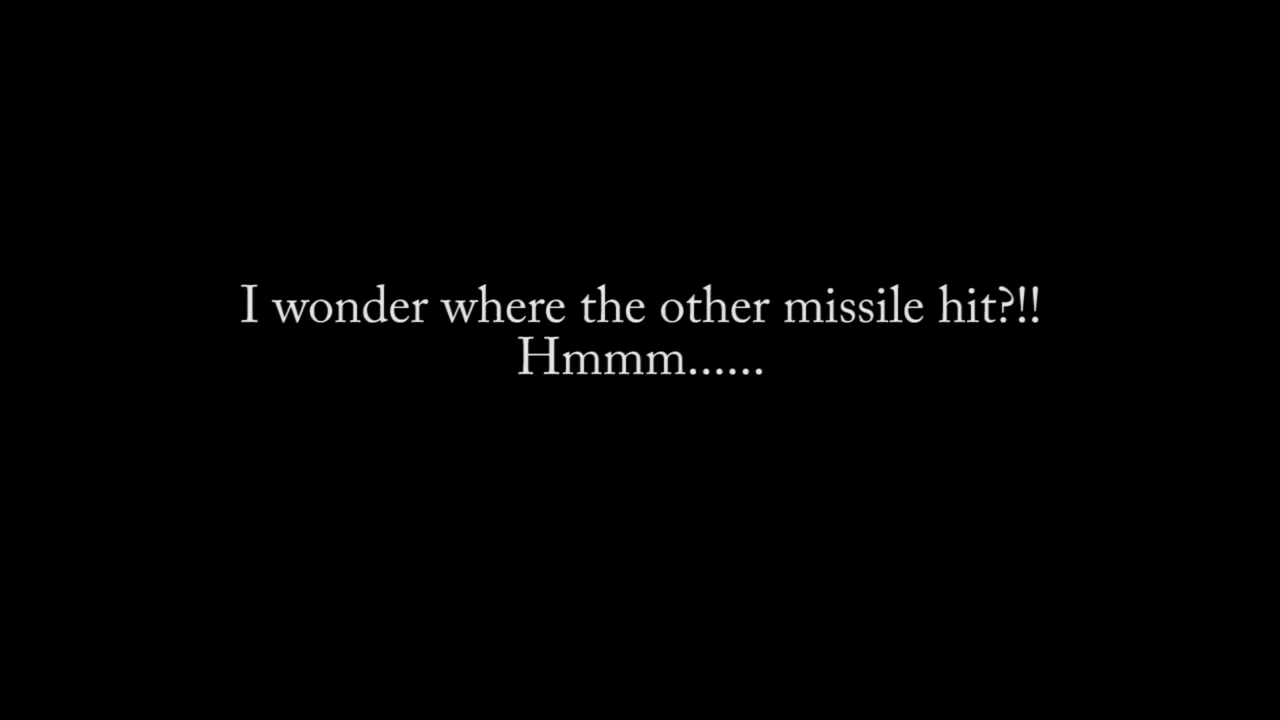 I wonder where the other missile hit?!!
Hmmm......